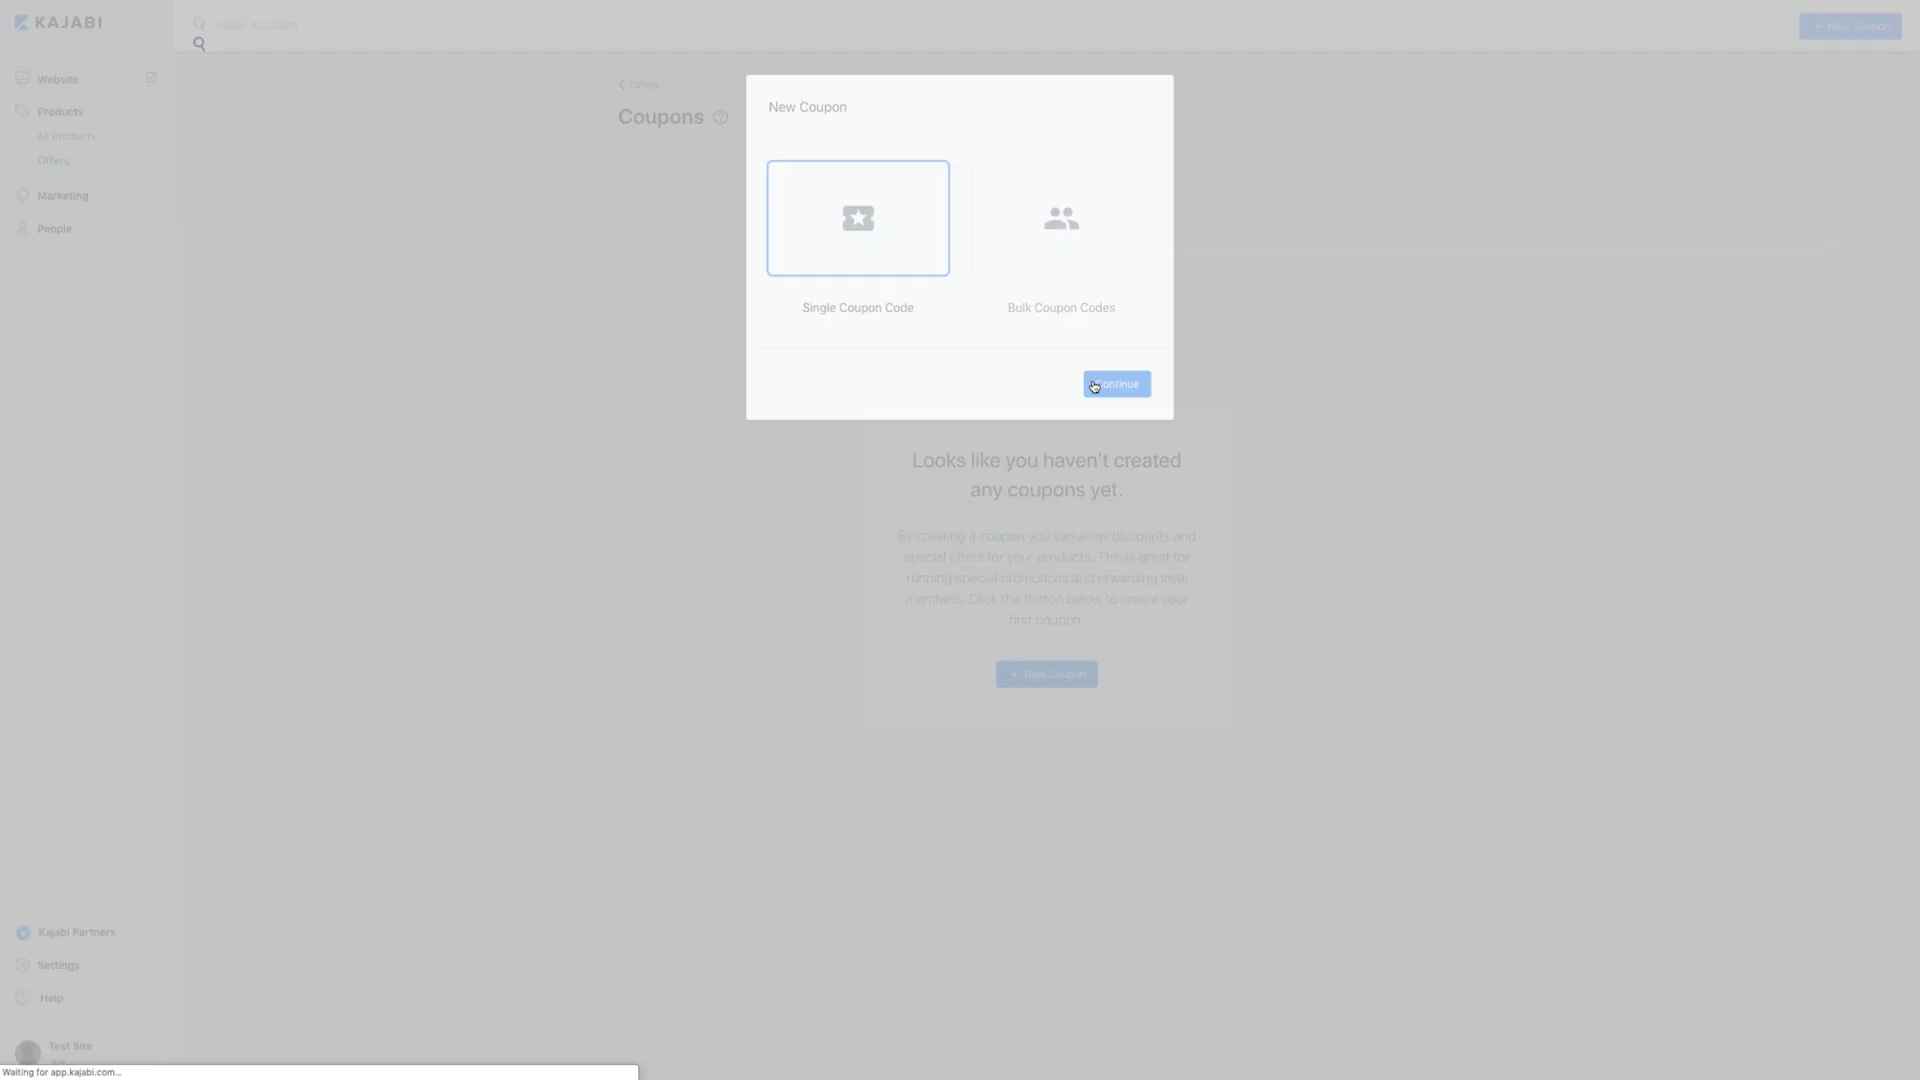 KAJABI
+ New Coupon
Website
Products
All Products
Offers
Marketing
People
Offers
Coupons
New Coupon
Single Coupon Code
Bulk Coupon Codes
Continue
Looks like you haven't created
any coupons yet.
By creating a coupon you can allow discounts and
special offers for your products. This is great for
running special promotions and rewarding loyal
members. Click the button below to create your
first coupon.
+ New Coupon
Kajabi Partners
Settings
Help
Test Site
Waiting for app.kajabi.com...